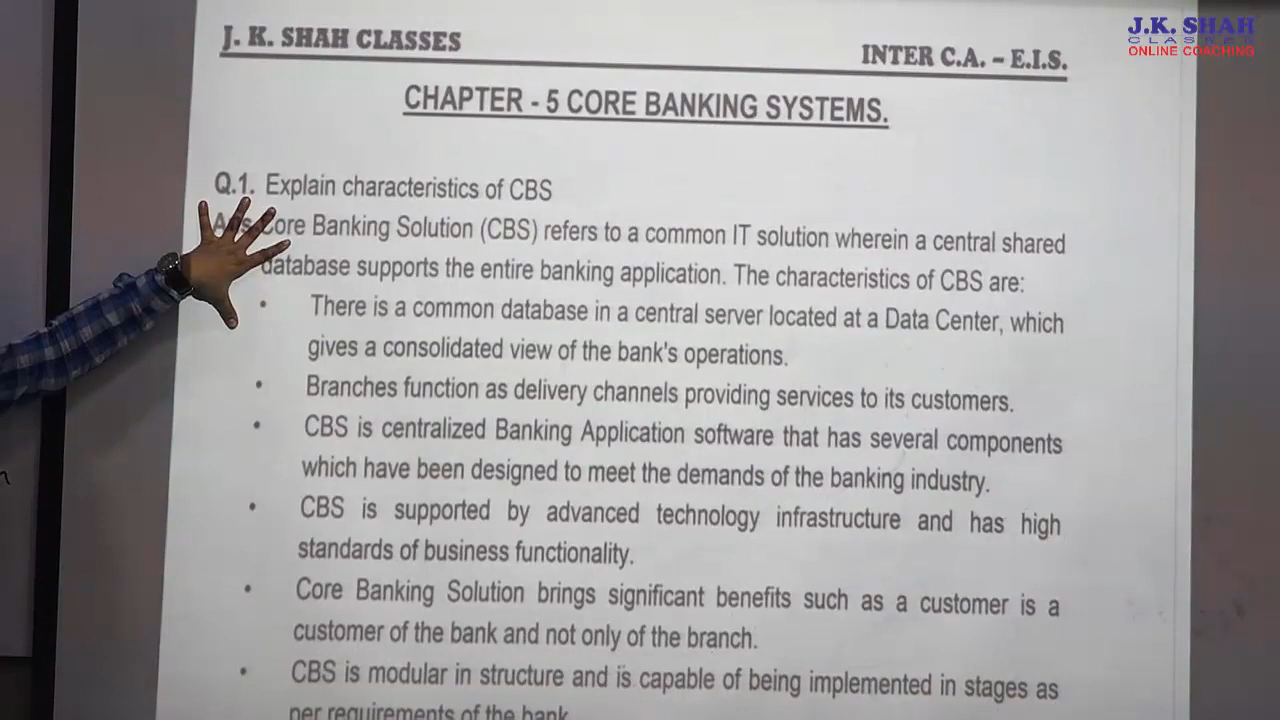 J.K. SHAH
CLASSES
ONLINE COACHING
J. K. SHAH CLASSES
INTER C.A. – E.I.S.
CHAPTER - 5 CORE BANKING SYSTEMS.
Q.1. Explain characteristics of CBS
Ans. Core Banking Solution (CBS) refers to a common IT solution wherein a central shared
database supports the entire banking application. The characteristics of CBS are:
• There is a common database in a central server located at a Data Center, which
gives a consolidated view of the bank's operations.
• Branches function as delivery channels providing services to its customers.
• CBS is centralized Banking Application software that has several components
which have been designed to meet the demands of the banking industry.
• CBS is supported by advanced technology infrastructure and has high
standards of business functionality.
• Core Banking Solution brings significant benefits such as a customer is a
customer of the bank and not only of the branch.
• CBS is modular in structure and is capable of being implemented in stages as
per requirements of the bank